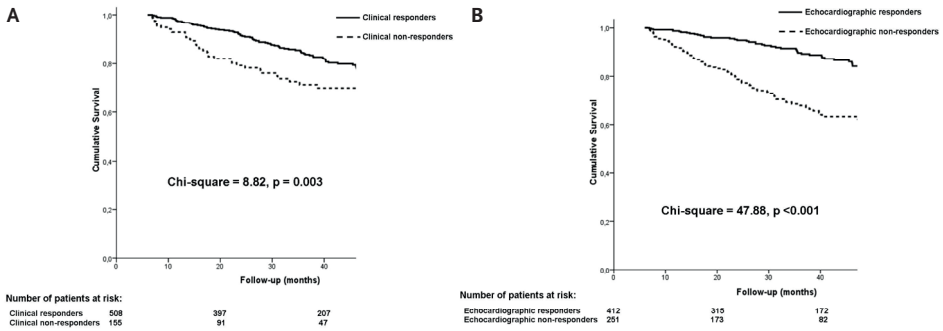 A
Clinical responders
Clinical non-responders
1,0
0,8
0,6
0,4
0,2
0,0
Cumulative Survival
Chi-square = 8.82, p = 0.003
0 10 20 30 40
Follow-up (months)
Number of patients at risk:
Clinical responders 508 397 207
Clinical non-responders 155 91 47
B
Echocardiographic responders
Echocardiographic non-responders
1,0
0,8
0,6
0,4
0,2
0,0
Cumulative Survival
Chi-square = 47.88, p <0.001
0 10 20 30 40
Follow-up (months)
Number of patients at risk:
Echocardiographic responders 412 315 172
Echocardiographic non-responders 251 173 82